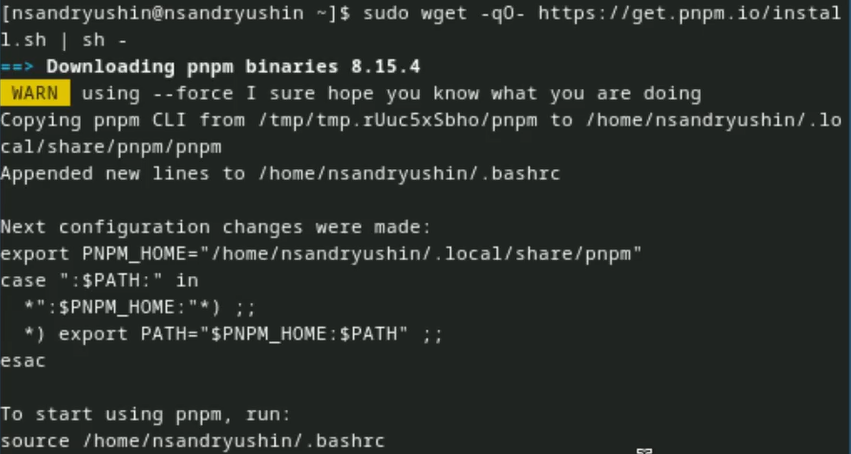 [nsandryushin@nsandryushin ~]$ sudo wget -qO- https://get.pnpm.io/instal
l.sh | sh -
==> Downloading pnpm binaries 8.15.4
 WARN  using --force I sure hope you know what you are doing
Copying pnpm CLI from /tmp/tmp.rUuc5xSbho/pnpm to /home/nsandryushin/.lo
cal/share/pnpm/pnpm
Appended new lines to /home/nsandryushin/.bashrc

Next configuration changes were made:
export PNPM_HOME="/home/nsandryushin/.local/share/pnpm"
case ":$PATH:" in
  *":$PNPM_HOME:"*) ;;
  *) export PATH="$PNPM_HOME:$PATH" ;;
esac

To start using pnpm, run:
source /home/nsandryushin/.bashrc